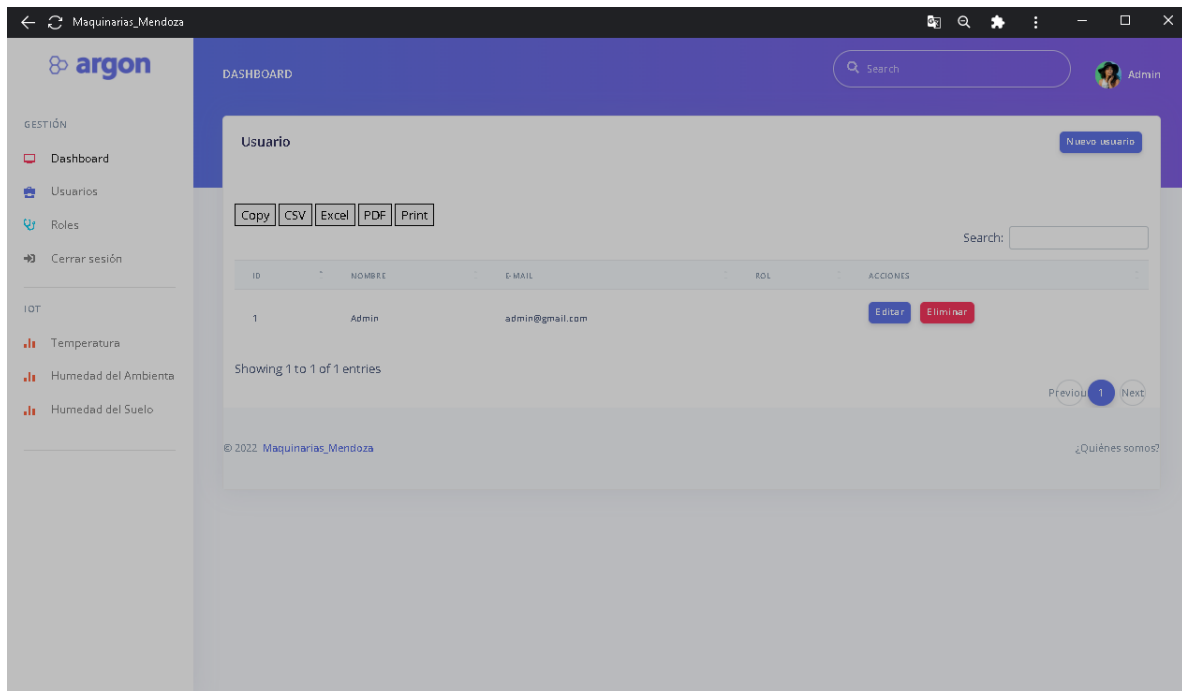 Maquinarias_Mendoza
argon
DASHBOARD
Search
Admin
GESTIÓN
Dashboard
Usuarios
Roles
Cerrar sesión
IOT
Temperatura
Humedad del Ambienta
Humedad del Suelo
Usuario
Nuevo usuario
Copy CSV Excel PDF Print
Search:
ID NOMBRE E-MAIL ROL ACCIONES
1 Admin admin@gmail.com Editar Eliminar
Showing 1 to 1 of 1 entries
Previou 1 Next
© 2022 Maquinarias_Mendoza
¿Quiénes somos?